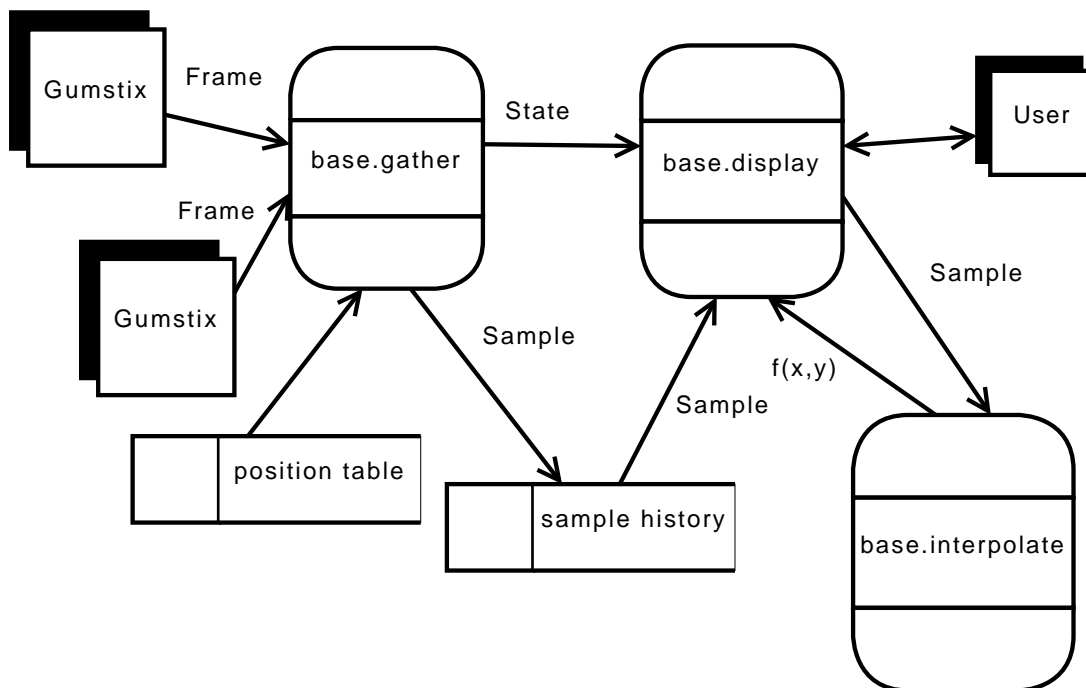 Gumstix
Frame
base.gather
State
base.display
User
Frame
Gumstix
Sample
Sample
f(x,y)
Sample
position table
sample history
base.interpolate